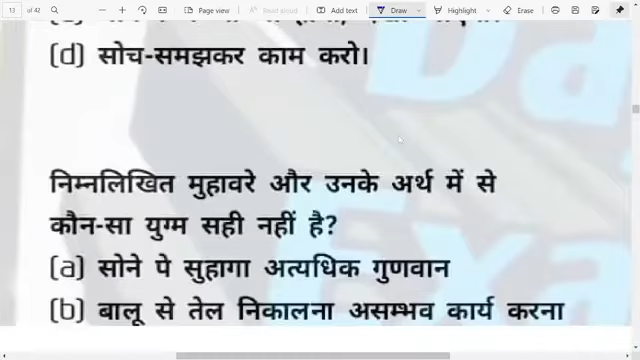 13 of 42
Page view
Read aloud
Add text
Draw
Highlight
Erase
(d) सोच-समझकर काम करो।
निम्नलिखित मुहावरे और उनके अर्थ में से
कौन-सा युग्म सही नहीं है?
(a) सोने पे सुहागा अत्यधिक गुणवान
(b) बालू से तेल निकालना असम्भव कार्य करना